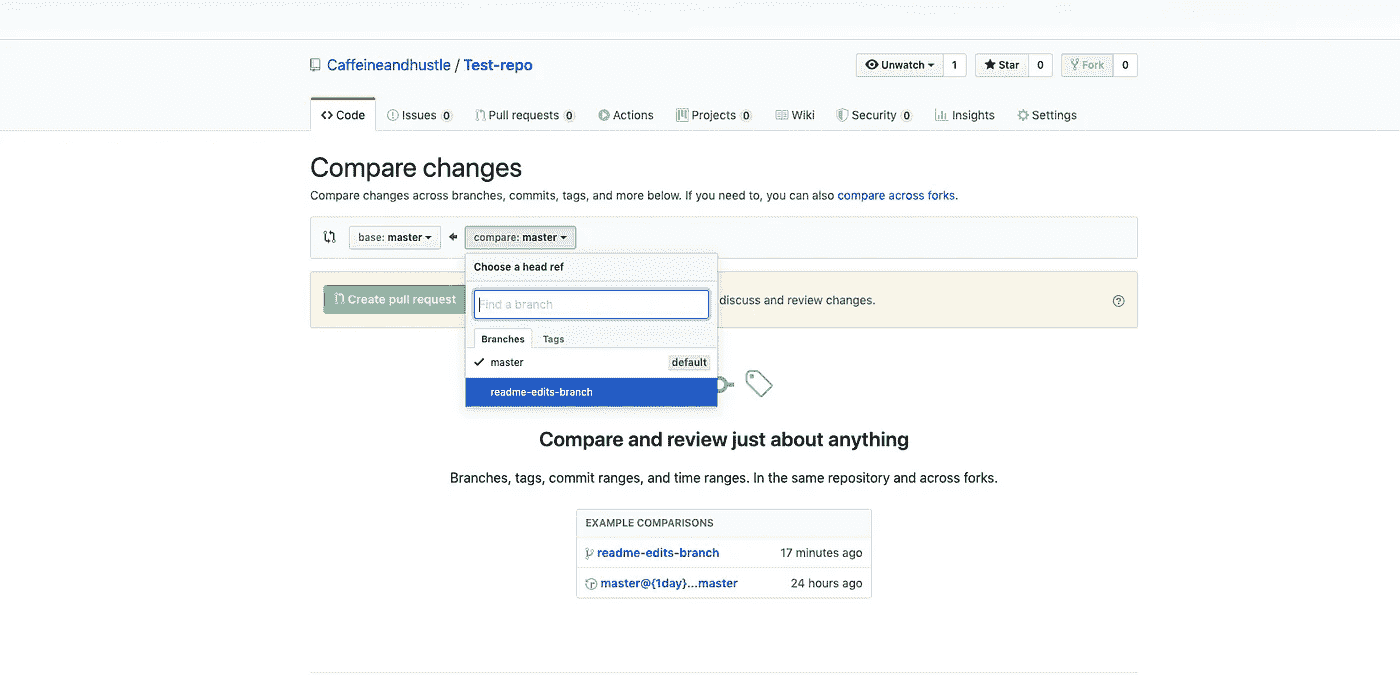 Caffeineandhustle / Test-repo
Unwatch 1 Star 0 Fork 0
Code Issues 0 Pull requests 0 Actions Projects 0 Wiki Security 0 Insights Settings
Compare changes
Compare changes across branches, commits, tags, and more below. If you need to, you can also compare across forks.
base: master compare: master
Choose a head ref
Create pull request discuss and review changes.
Find a branch
Branches Tags
master default
readme-edits-branch
Compare and review just about anything
Branches, tags, commit ranges, and time ranges. In the same repository and across forks.
EXAMPLE COMPARISONS
readme-edits-branch 17 minutes ago
master@{1day}...master 24 hours ago